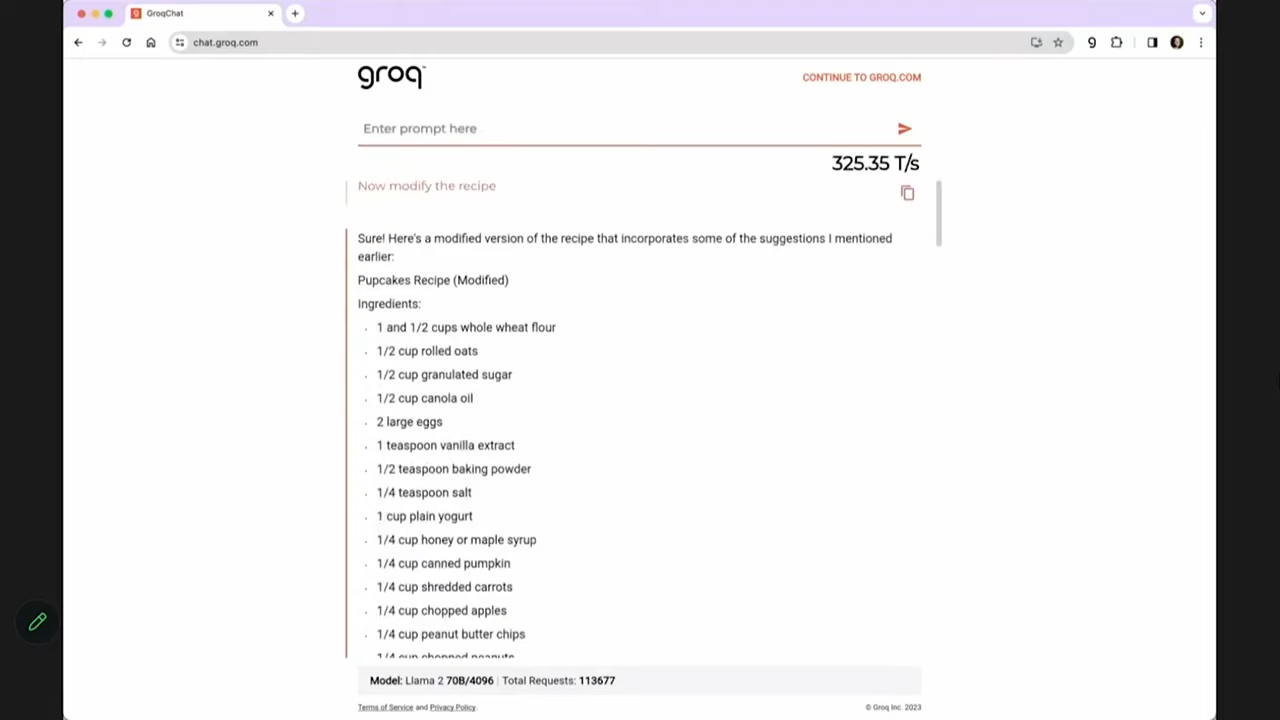 GroqChat
chat.groq.com
groq
CONTINUE TO GROQ.COM
Enter prompt here
325.35 T/s
Now modify the recipe
Sure! Here's a modified version of the recipe that incorporates some of the suggestions I mentioned
earlier:
Pupcakes Recipe (Modified)
Ingredients:
1 and 1/2 cups whole wheat flour
1/2 cup rolled oats
1/2 cup granulated sugar
1/2 cup canola oil
2 large eggs
1 teaspoon vanilla extract
1/2 teaspoon baking powder
1/4 teaspoon salt
1 cup plain yogurt
1/4 cup honey or maple syrup
1/4 cup canned pumpkin
1/4 cup shredded carrots
1/4 cup chopped apples
1/4 cup peanut butter chips
1/4 cup chopped peanuts
Model: Llama 2 70B/4096 | Total Requests: 113677
Terms of Service and Privacy Policy.
© Groq Inc. 2023